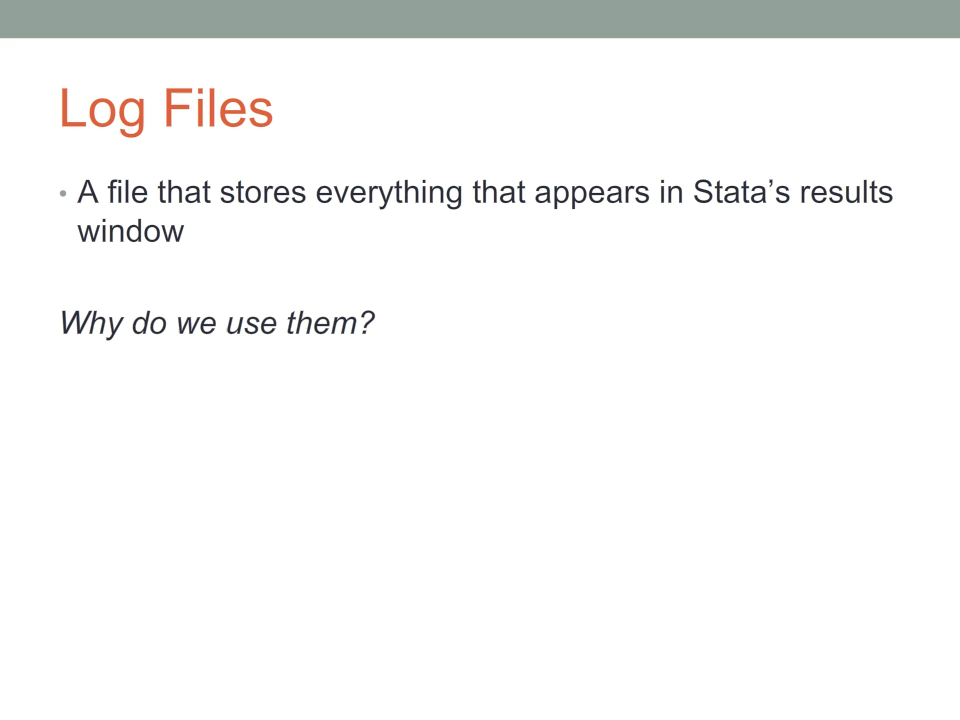 Log Files
• A file that stores everything that appears in Stata’s results
window
Why do we use them?